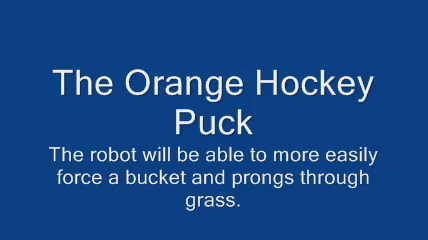 The Orange Hockey
Puck
The robot will be able to more easily
force a bucket and prongs through
grass.